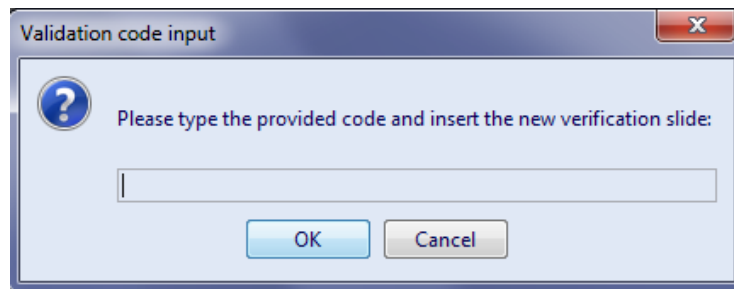 Validation code input
Please type the provided code and insert the new verification slide:
OK
Cancel